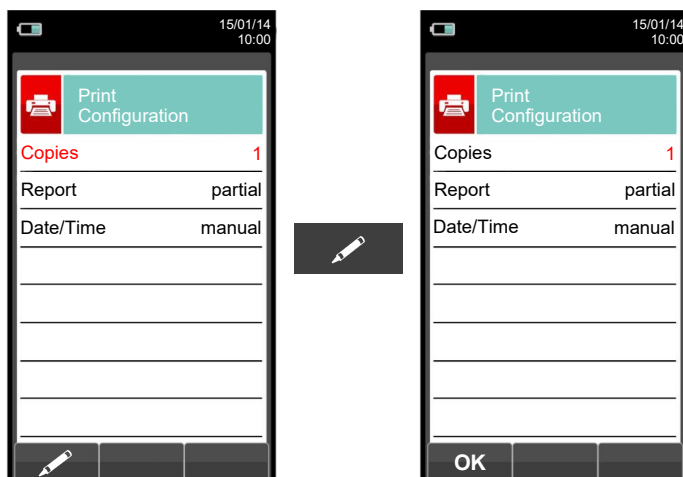 15/01/14
10:00
Print
Configuration
Copies 1
Report partial
Date/Time manual
15/01/14
10:00
Print
Configuration
Copies 1
Report partial
Date/Time manual
OK